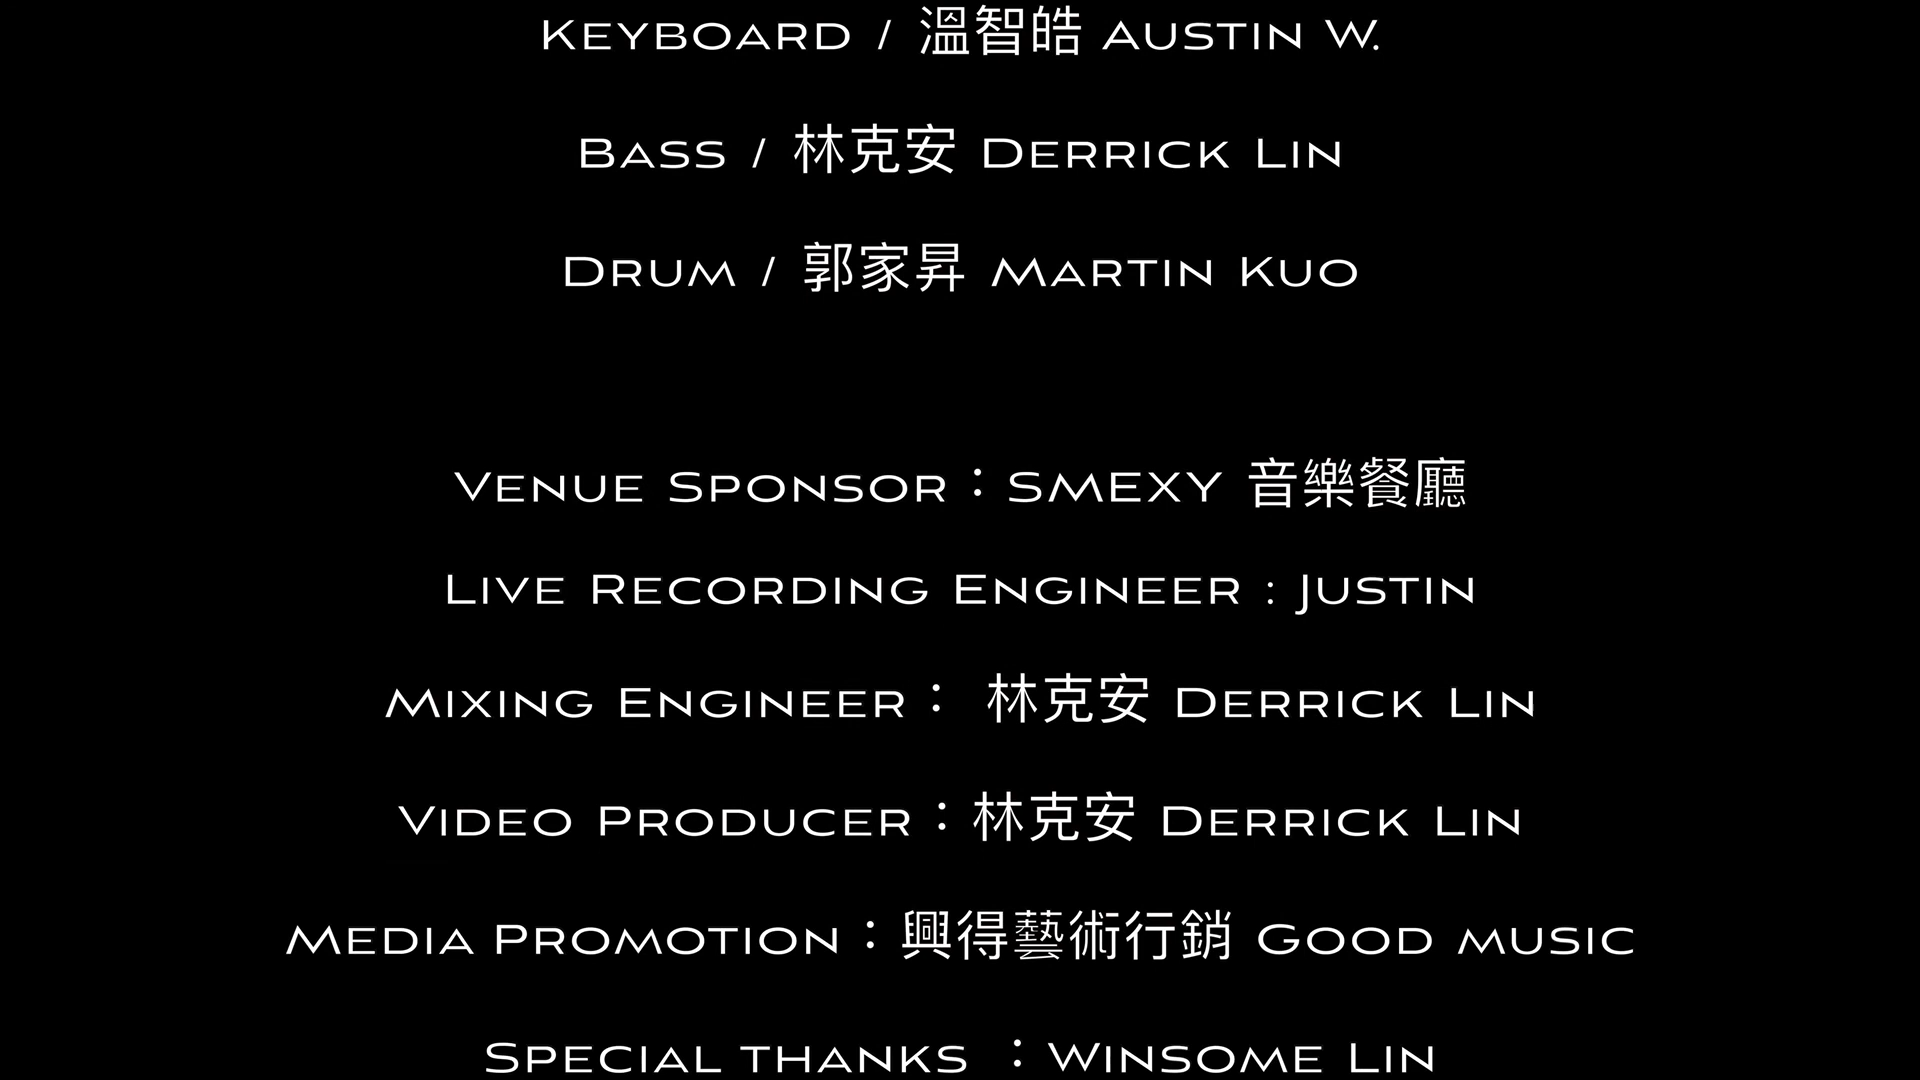 Keyboard / 溫智皓 Austin W.
Bass / 林克安 Derrick Lin
Drum / 郭家昇 Martin Kuo
Venue Sponsor：SMEXY 音樂餐廳
Live Recording Engineer : Justin
Mixing Engineer： 林克安 Derrick Lin
Video Producer：林克安 Derrick Lin
Media Promotion：興得藝術行銷 Good music
Special thanks ：Winsome Lin